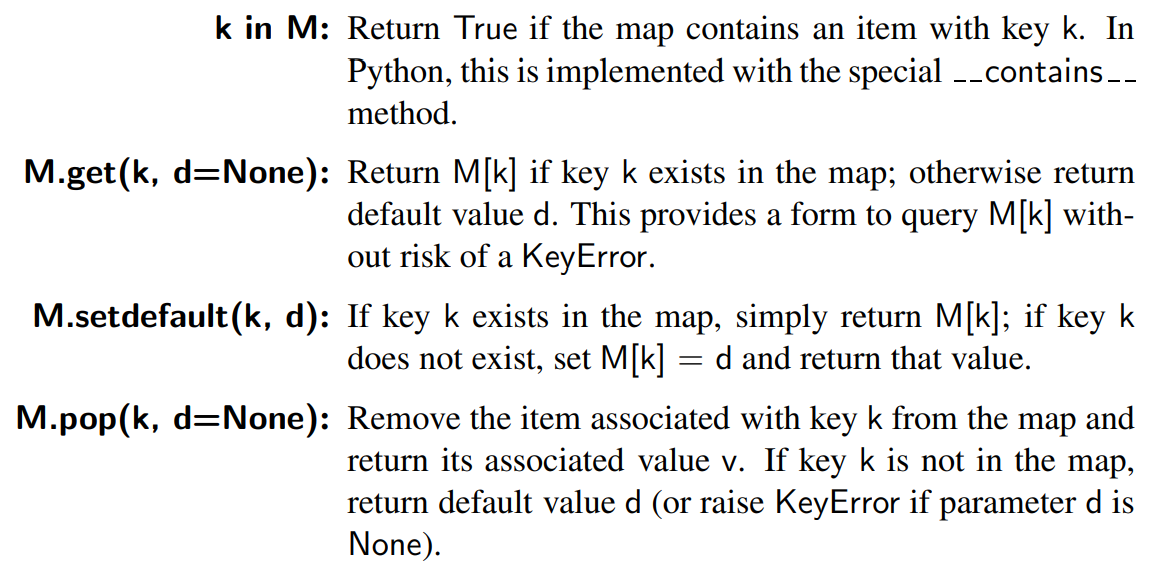 k in M: Return True if the map contains an item with key k. In
Python, this is implemented with the special __contains__
method.
M.get(k, d=None): Return M[k] if key k exists in the map; otherwise return
default value d. This provides a form to query M[k] with-
out risk of a KeyError.
M.setdefault(k, d): If key k exists in the map, simply return M[k]; if key k
does not exist, set M[k] = d and return that value.
M.pop(k, d=None): Remove the item associated with key k from the map and
return its associated value v. If key k is not in the map,
return default value d (or raise KeyError if parameter d is
None).